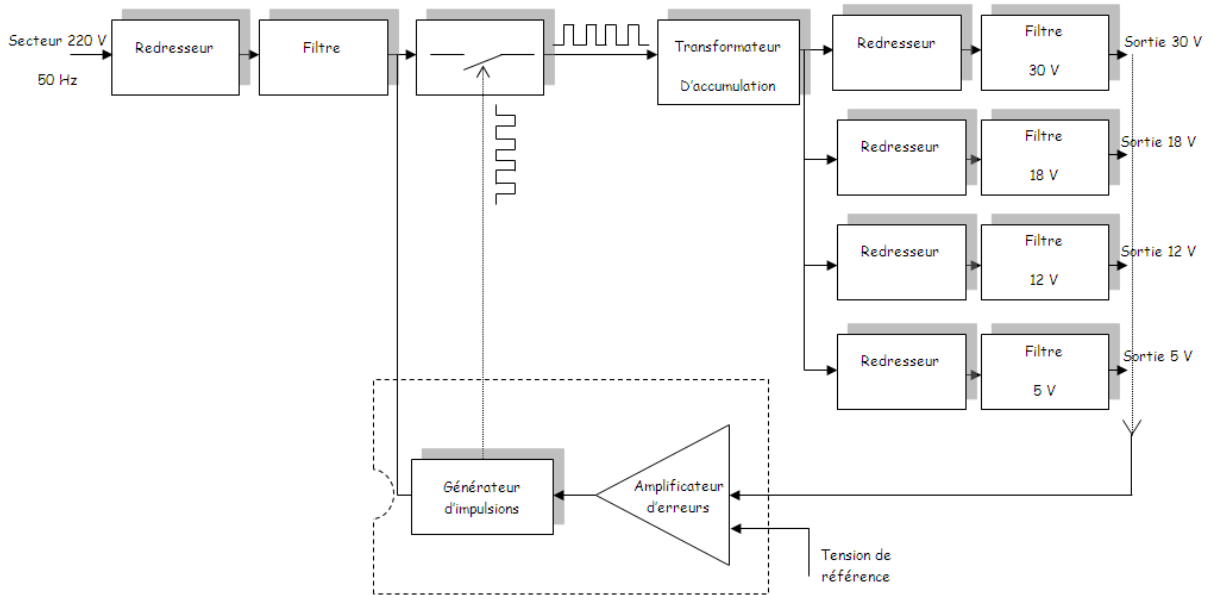 Secteur 220 V
50 Hz
Redresseur
Filtre
Transformateur
D'accumulation
Redresseur
Filtre
30 V
Sortie 30 V
Redresseur
Filtre
18 V
Sortie 18 V
Redresseur
Filtre
12 V
Sortie 12 V
Redresseur
Filtre
5 V
Sortie 5 V
Générateur
d'impulsions
Amplificateur
d'erreurs
Tension de
référence